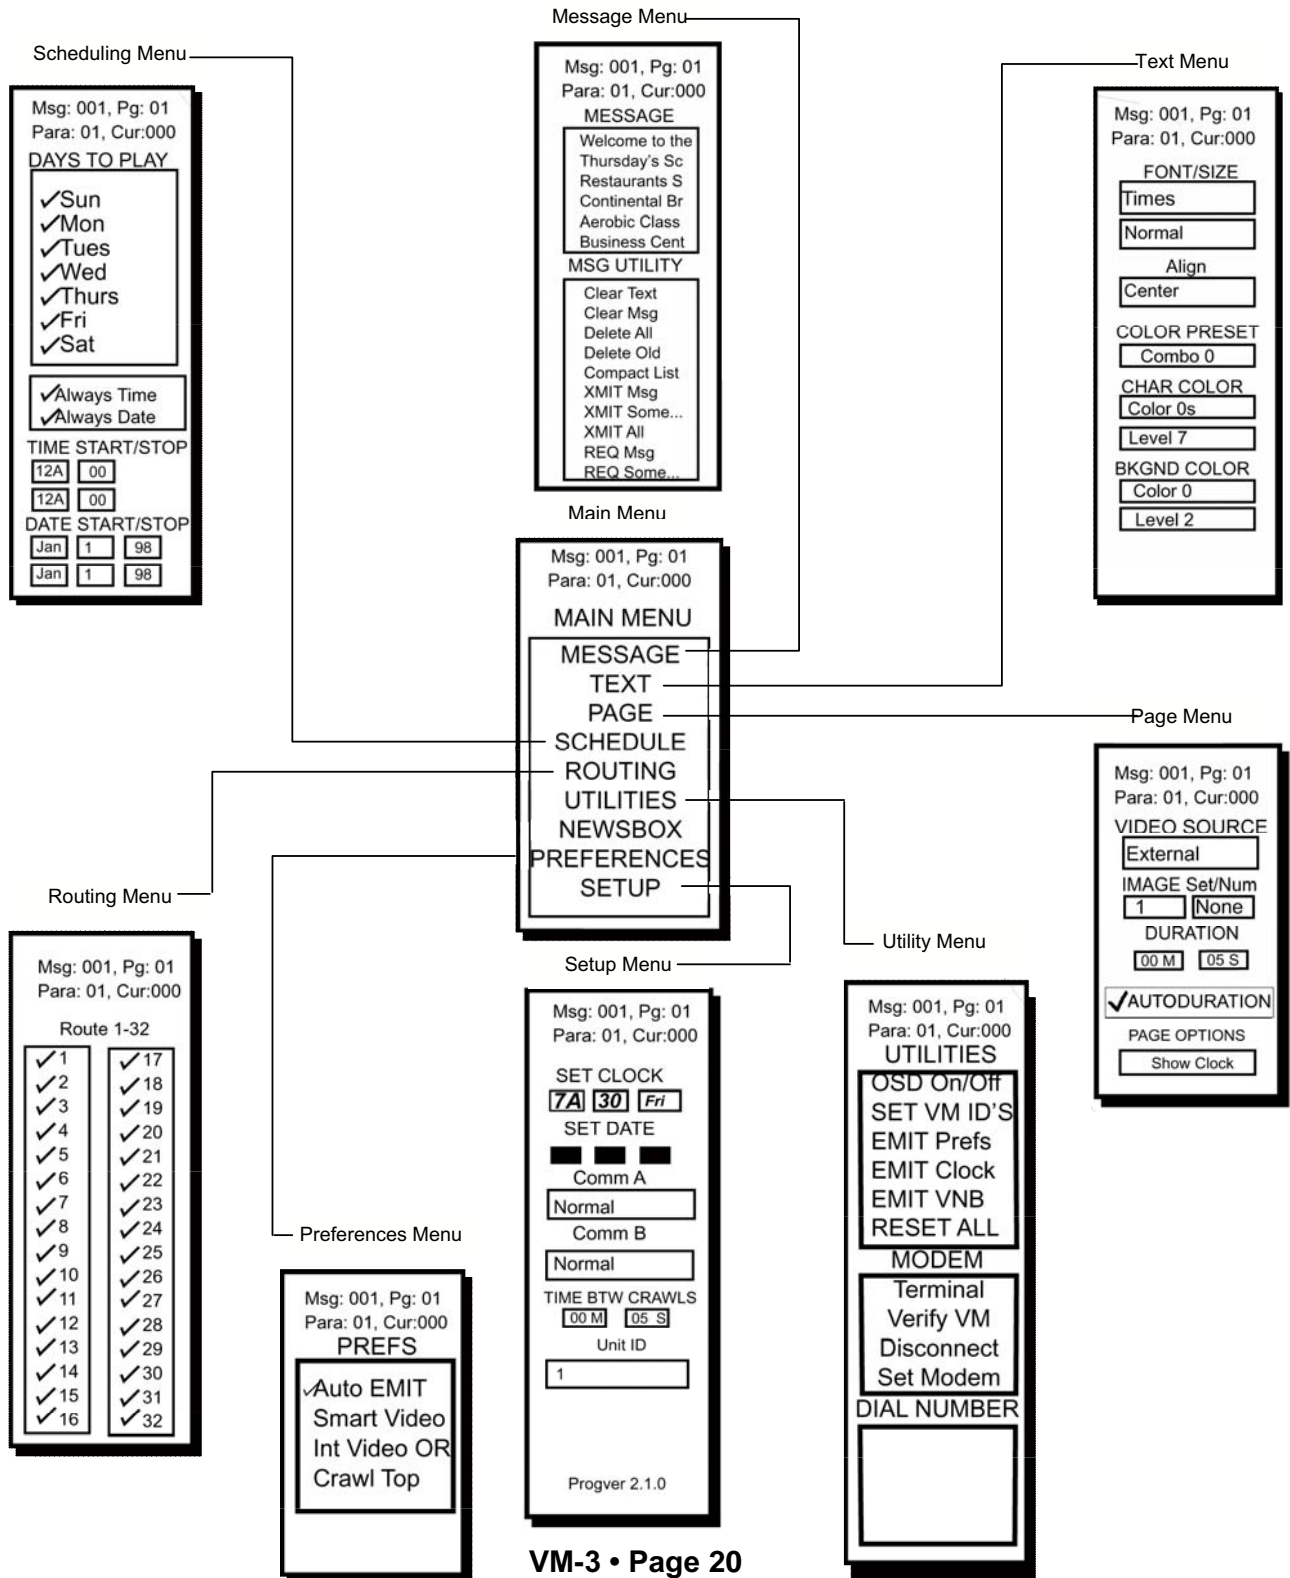 Message Menu
Scheduling Menu
Text Menu
Msg: 001, Pg: 01
Para: 01, Cur:000
DAYS TO PLAY
Sun
Mon
Tues
Wed
Thurs
Fri
Sat
Always Time
Always Date
TIME START/STOP
12A 00
12A 00
DATE START/STOP
Jan 1 98
Jan 1 98
Msg: 001, Pg: 01
Para: 01, Cur:000
MESSAGE
Welcome to the
Thursday's Sc
Restaurants S
Continental Br
Aerobic Class
Business Cent
MSG UTILITY
Clear Text
Clear Msg
Delete All
Delete Old
Compact List
XMIT Msg
XMIT Some...
XMIT All
REQ Msg
REQ Some...
Msg: 001, Pg: 01
Para: 01, Cur:000
FONT/SIZE
Times
Normal
Align
Center
COLOR PRESET
Combo 0
CHAR COLOR
Color 0s
Level 7
BKGND COLOR
Color 0
Level 2
Main Menu
Msg: 001, Pg: 01
Para: 01, Cur:000
MAIN MENU
MESSAGE
TEXT
PAGE
SCHEDULE
ROUTING
UTILITIES
NEWSBOX
PREFERENCES
SETUP
Page Menu
Msg: 001, Pg: 01
Para: 01, Cur:000
VIDEO SOURCE
External
IMAGE Set/Num
1 None
DURATION
00 M 05 S
AUTODURATION
PAGE OPTIONS
Show Clock
Routing Menu
Msg: 001, Pg: 01
Para: 01, Cur:000
Route 1-32
1 17
2 18
3 19
4 20
5 21
6 22
7 23
8 24
9 25
10 26
11 27
12 28
13 29
14 30
15 31
16 32
Preferences Menu
Msg: 001, Pg: 01
Para: 01, Cur:000
PREFS
Auto EMIT
Smart Video
Int Video OR
Crawl Top
Setup Menu
Msg: 001, Pg: 01
Para: 01, Cur:000
SET CLOCK
7A 30 Fri
SET DATE
Comm A
Normal
Comm B
Normal
TIME BTW CRAWLS
00 M 05 S
Unit ID
1
Progver 2.1.0
Utility Menu
Msg: 001, Pg: 01
Para: 01, Cur:000
UTILITIES
OSD On/Off
SET VM ID'S
EMIT Prefs
EMIT Clock
EMIT VNB
RESET ALL
MODEM
Terminal
Verify VM
Disconnect
Set Modem
DIAL NUMBER
VM-3 • Page 20